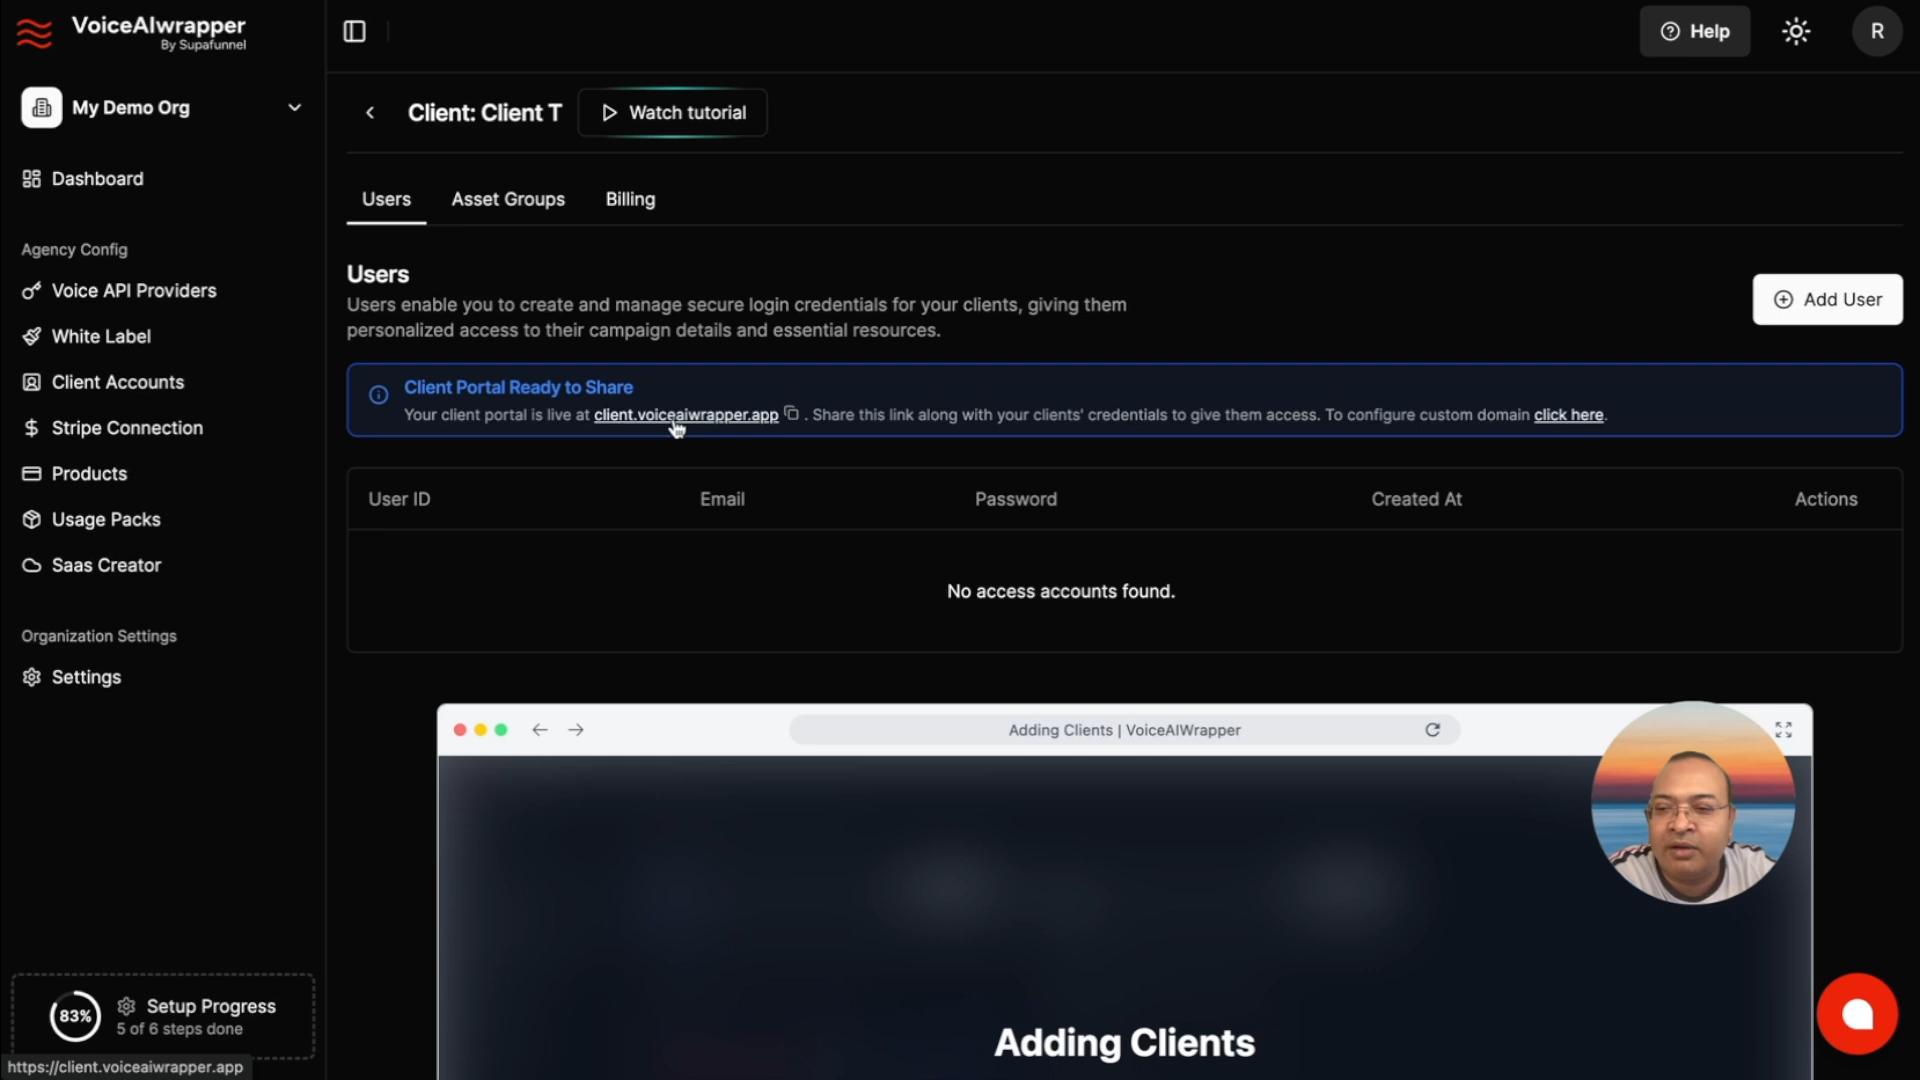 VoiceAIwrapper
By Supafunnel
Help
R
My Demo Org
Client: Client T
Watch tutorial
Dashboard
Users
Asset Groups
Billing
Agency Config
Voice API Providers
White Label
Client Accounts
Stripe Connection
Products
Usage Packs
Saas Creator
Organization Settings
Settings
Users
Users enable you to create and manage secure login credentials for your clients, giving them
personalized access to their campaign details and essential resources.
Add User
Client Portal Ready to Share
Your client portal is live at client.voiceaiwrapper.app . Share this link along with your clients' credentials to give them access. To configure custom domain click here.
User ID Email Password Created At Actions
No access accounts found.
Adding Clients | VoiceAIWrapper
Adding Clients
83%
Setup Progress
5 of 6 steps done
https://client.voiceaiwrapper.app